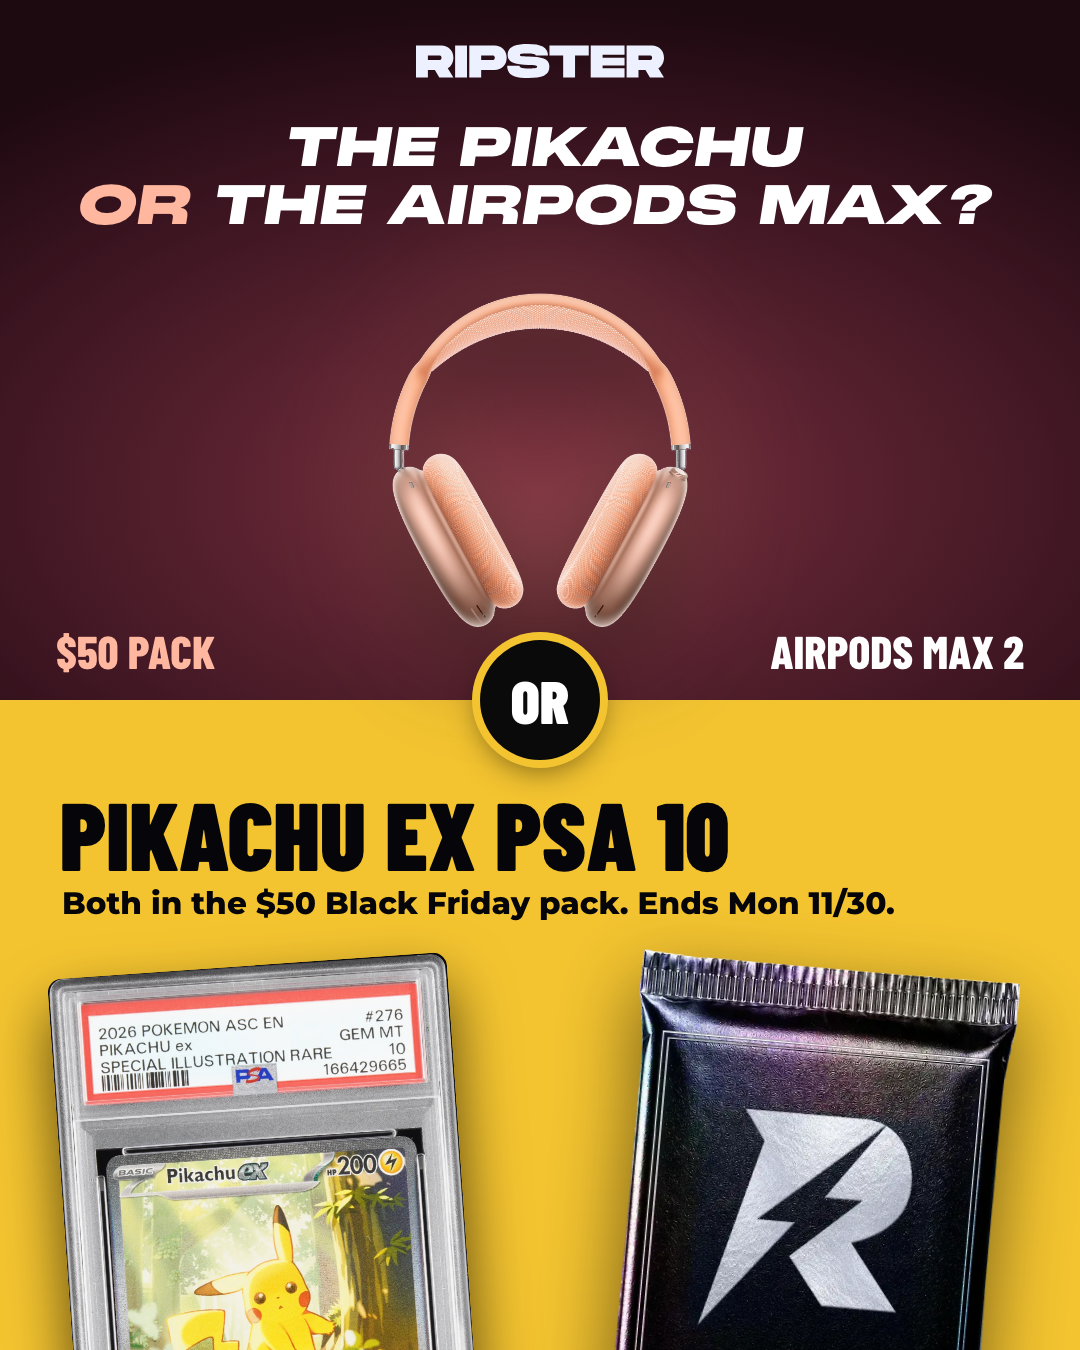 RIPSTER
THE PIKACHU
OR THE AIRPODS MAX?
$50 PACK
AIRPODS MAX 2
OR
PIKACHU EX PSA 10
Both in the $50 Black Friday pack. Ends Mon 11/30.
2026 POKEMON ASC EN #276
PIKACHU ex GEM MT
SPECIAL ILLUSTRATION RARE 10
PSA 166429665
BASIC Pikachu ex HP 200
R